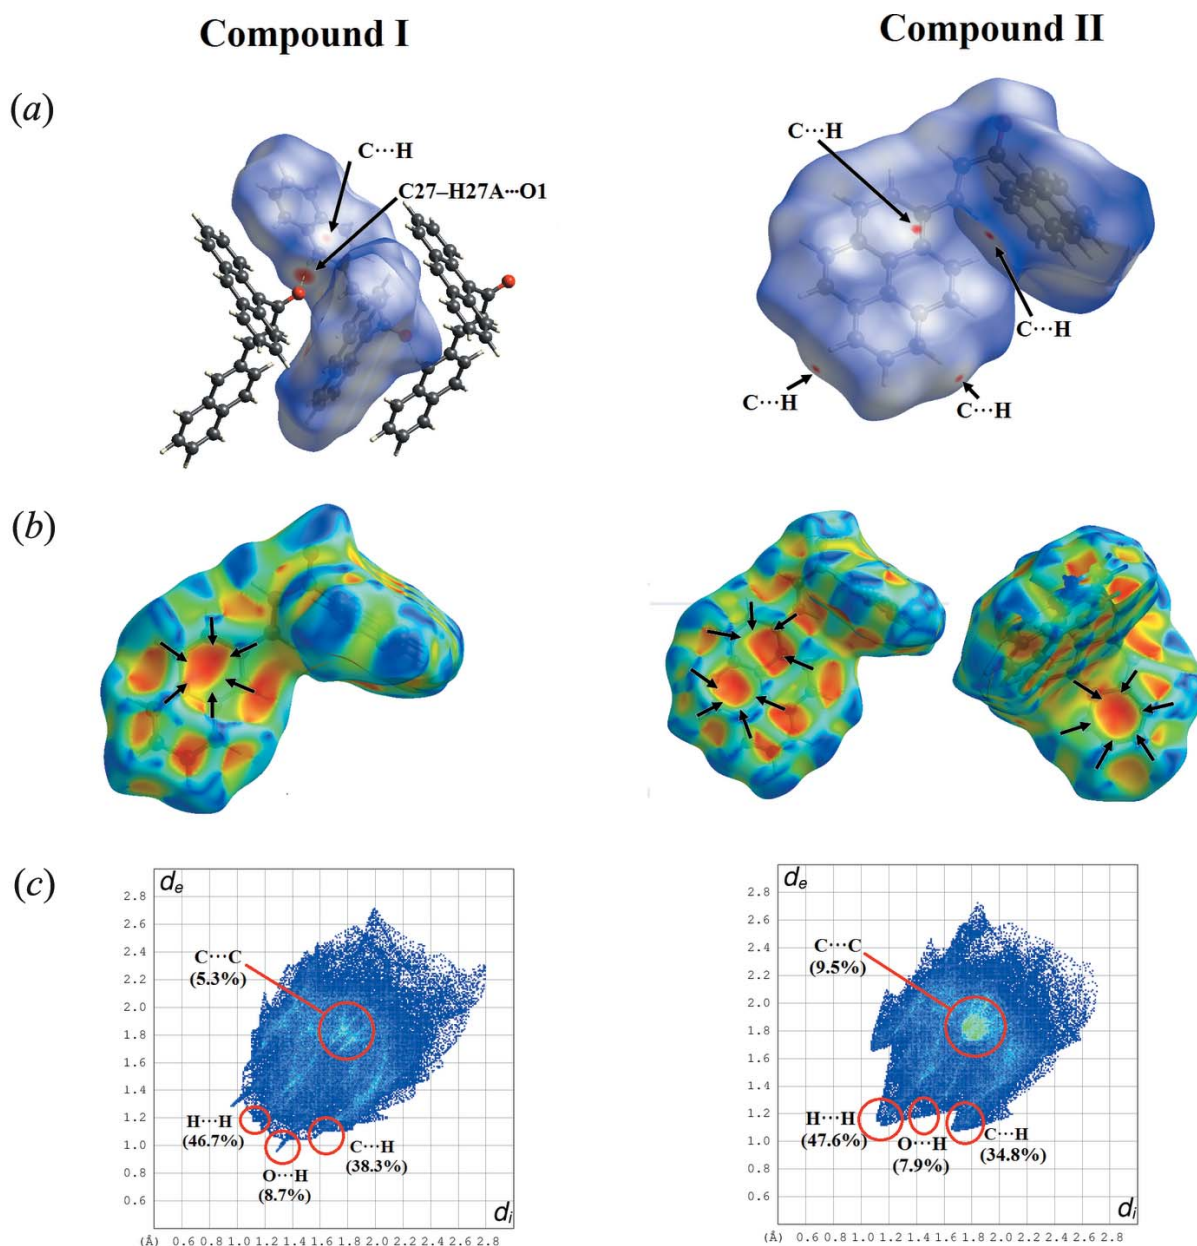 Compound I
Compound II
(a)
C···H
C27–H27A···O1
C···H
C···H
C···H
C···H
(b)
(c)
de
2.8
2.6
2.4
2.2
2.0
1.8
1.6
1.4
1.2
1.0
0.8
0.6
C···C
(5.3%)
H···H
(46.7%)
O···H
(8.7%)
C···H
(38.3%)
di
(Å) 0.6 0.8 1.0 1.2 1.4 1.6 1.8 2.0 2.2 2.4 2.6 2.8
de
2.8
2.6
2.4
2.2
2.0
1.8
1.6
1.4
1.2
1.0
0.8
0.6
C···C
(9.5%)
H···H
(47.6%)
O···H
(7.9%)
C···H
(34.8%)
di
(Å) 0.6 0.8 1.0 1.2 1.4 1.6 1.8 2.0 2.2 2.4 2.6 2.8